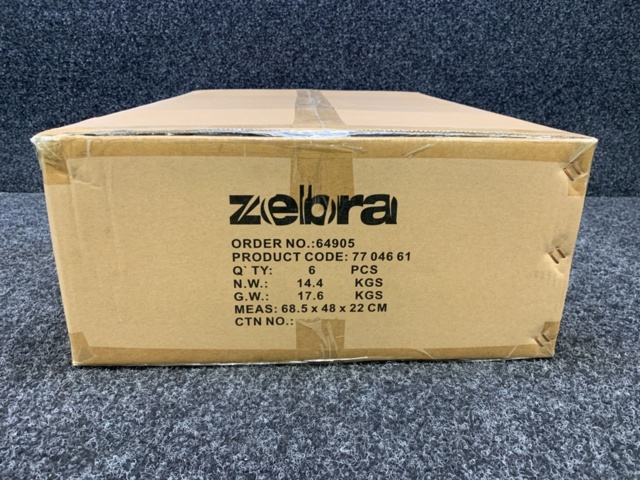 zebra
ORDER NO.:64905
PRODUCT CODE: 77 046 61
Q`TY: 6 PCS
N.W.: 14.4 KGS
G.W.: 17.6 KGS
MEAS: 68.5 x 48 x 22 CM
CTN NO.: